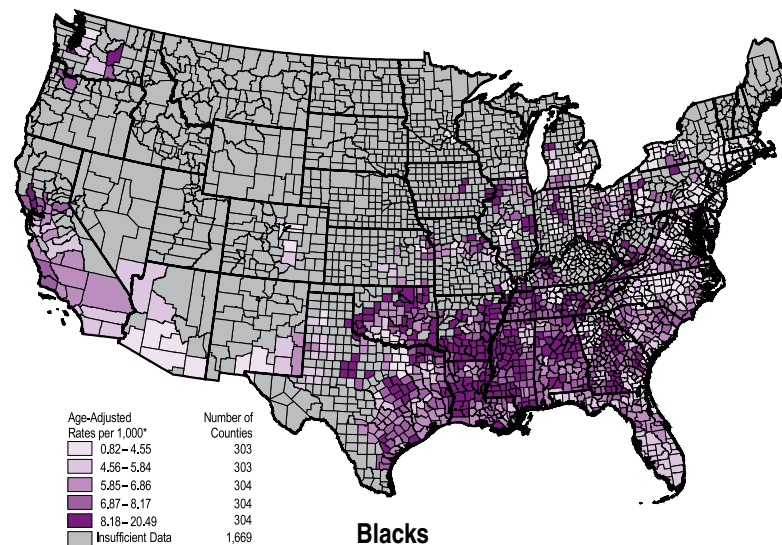 Age-Adjusted Number of
Rates per 1,000* Counties
0.82–4.55 303
4.56–5.84 303
5.85–6.86 304
6.87–8.17 304
8.18–20.49 304
Insufficient Data 1,669
Blacks